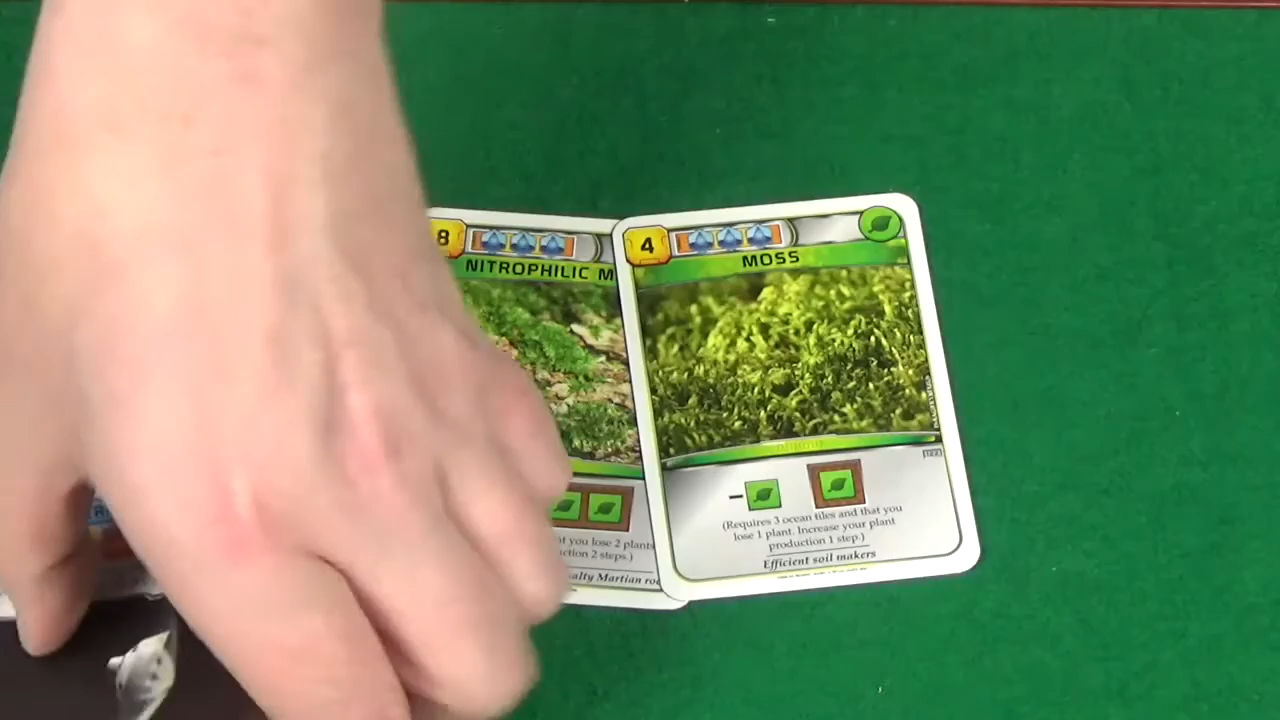 8
NITROPHILIC M
t you lose 2 plants
ction 2 steps.)
alty Martian roc
4
MOSS
(Requires 3 ocean tiles and that you
lose 1 plant. Increase your plant
production 1 step.)
Efficient soil makers